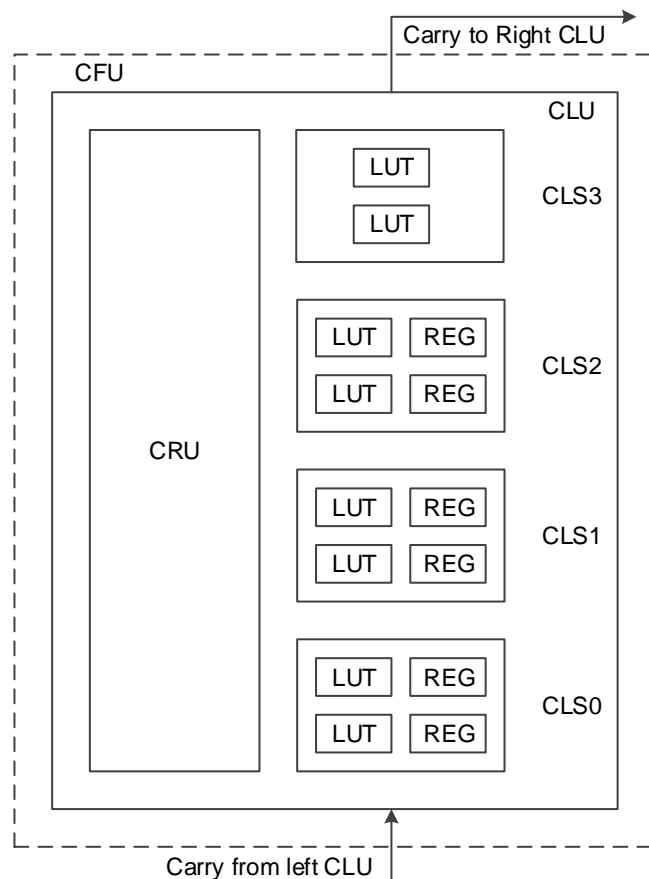 Carry to Right CLU
CFU
CLU
LUT
CLS3
LUT
LUT REG
CLS2
LUT REG
CRU
LUT REG
CLS1
LUT REG
LUT REG
CLS0
LUT REG
Carry from left CLU